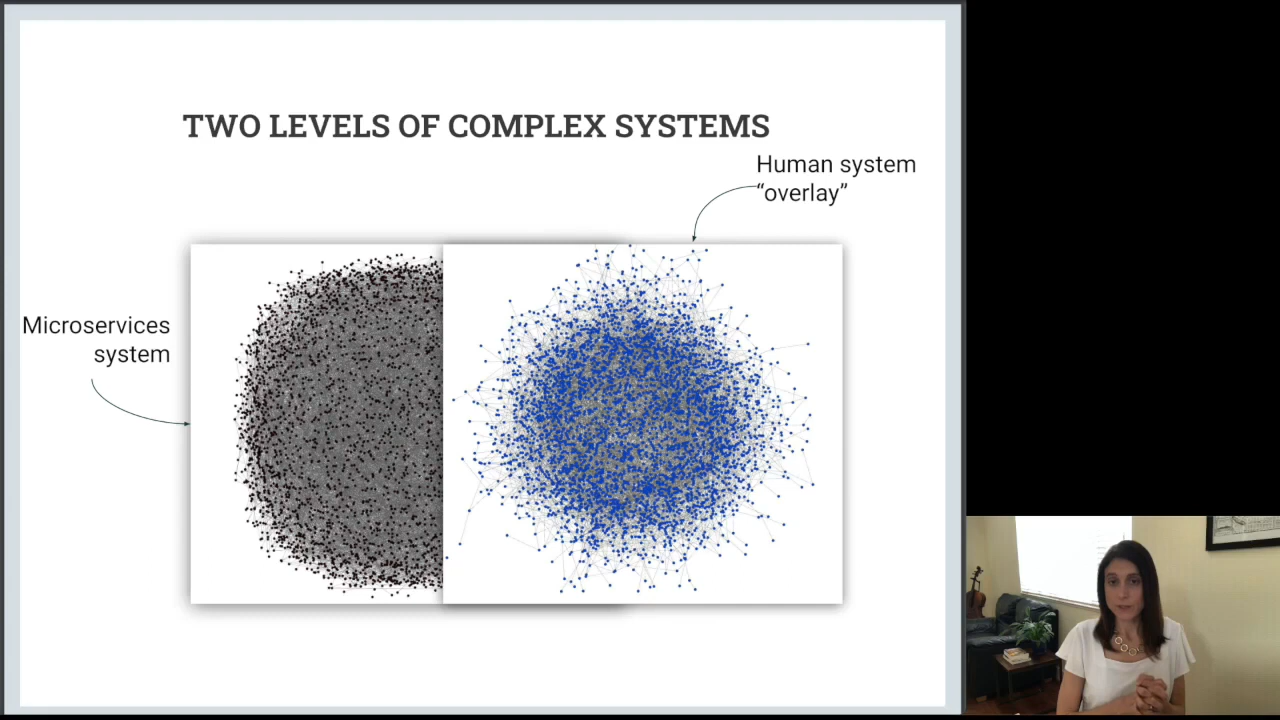 TWO LEVELS OF COMPLEX SYSTEMS
Human system
“overlay”
Microservices
system